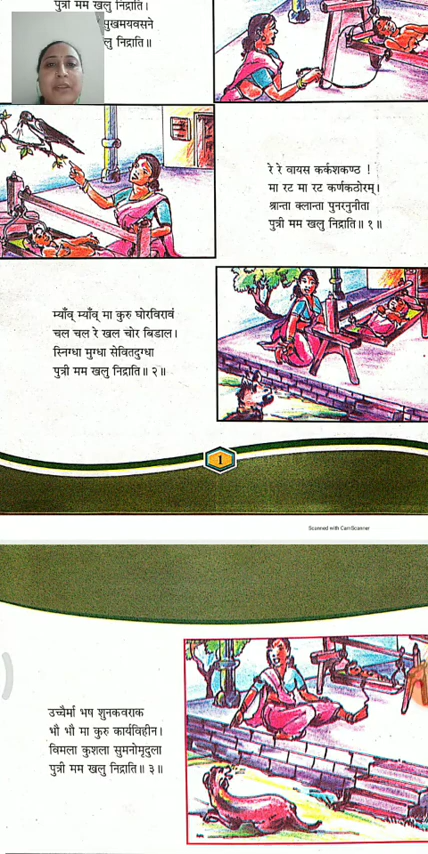 पुत्री मम खलु निद्राति।
सुखमयवसने
लु निद्राति॥
रे रे वायस कर्कशकण्ठ !
मा रट मा रट कर्णकठोरम्।
श्रान्ता क्लान्ता पुनरनुनीता
पुत्री मम खलु निद्राति॥ १॥
म्याँव् म्याँव् मा कुरु घोरविरावं
चल चल रे खल चोर बिडाल।
स्निग्धा मुग्धा सेवितदुग्धा
पुत्री मम खलु निद्राति॥ २॥
1
Scanned with CamScanner
उच्चैर्मा भष शुनकवराक
भौ भौ मा कुरु कार्यविहीन।
विमला कुशला सुमनोमृदुला
पुत्री मम खलु निद्राति॥ ३॥